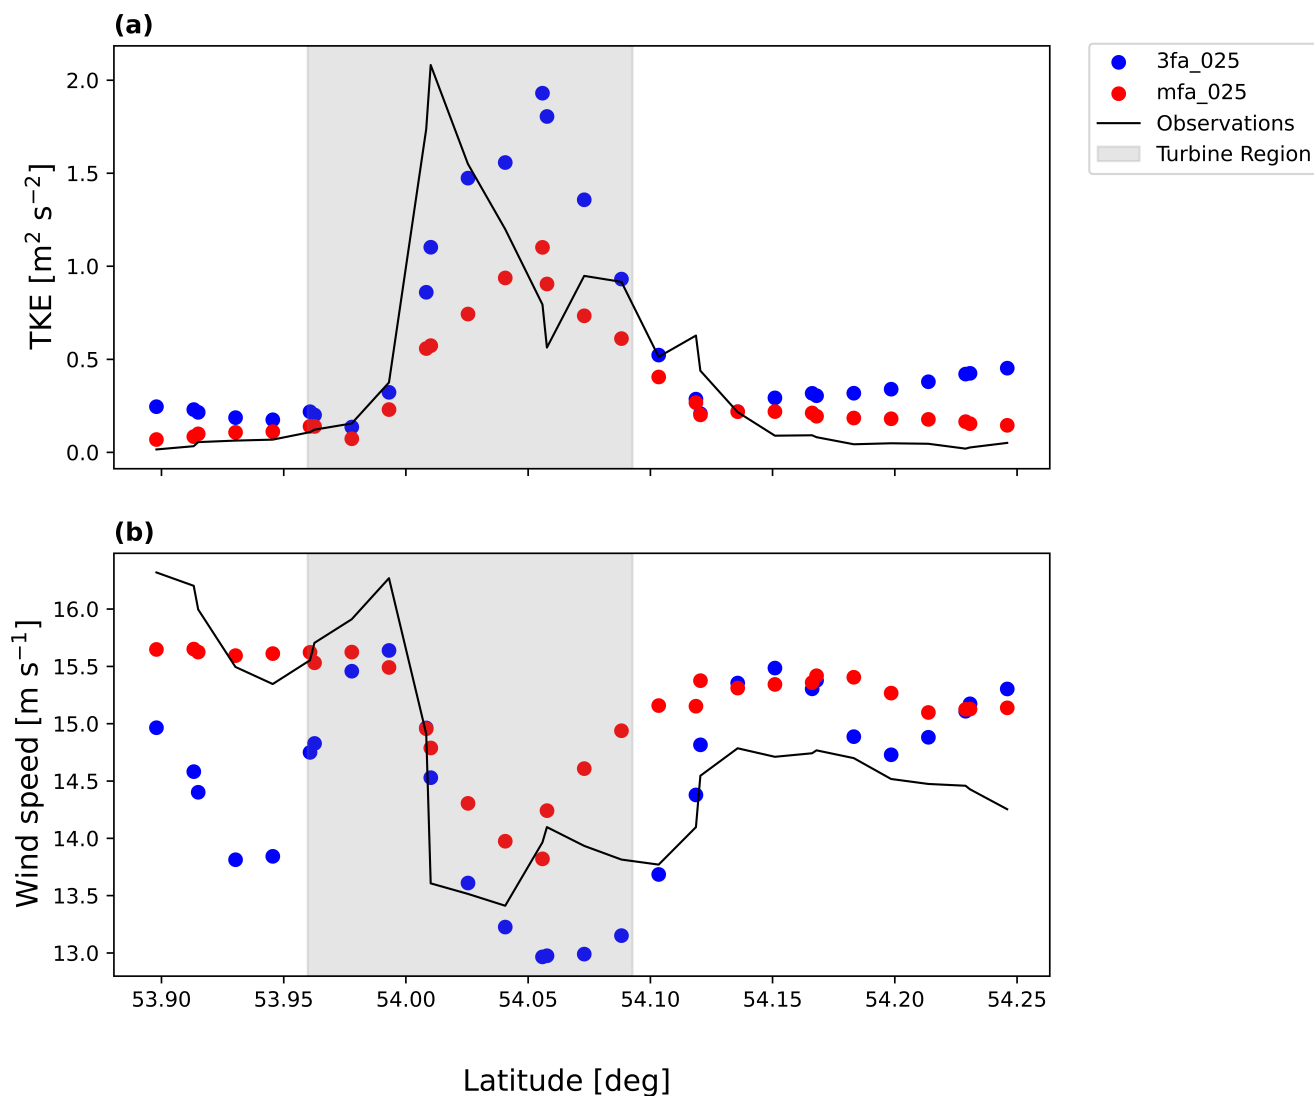 (a)
2.0
1.5
1.0
0.5
0.0
TKE [m² s⁻²]
3fa_025
mfa_025
Observations
Turbine Region
(b)
16.0
15.5
15.0
14.5
14.0
13.5
13.0
Wind speed [m s⁻¹]
53.90 53.95 54.00 54.05 54.10 54.15 54.20 54.25
Latitude [deg]